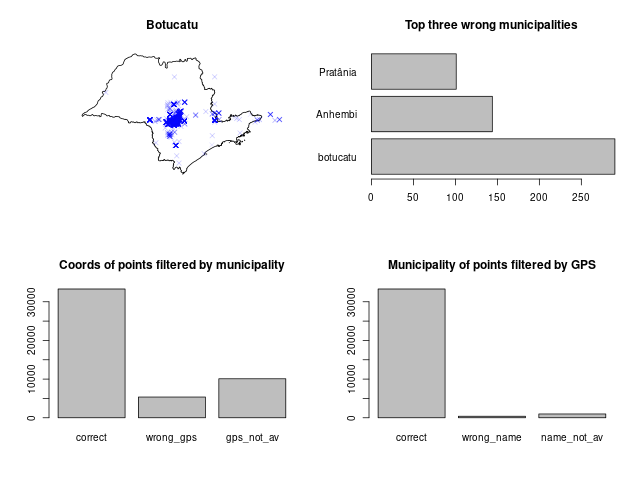 Botucatu
Top three wrong municipalities
Pratânia
Anhembi
botucatu
0 50 100 150 200 250
Coords of points filtered by municipality
0 10000 20000 30000
correct wrong_gps gps_not_av
Municipality of points filtered by GPS
0 10000 20000 30000
correct wrong_name name_not_av